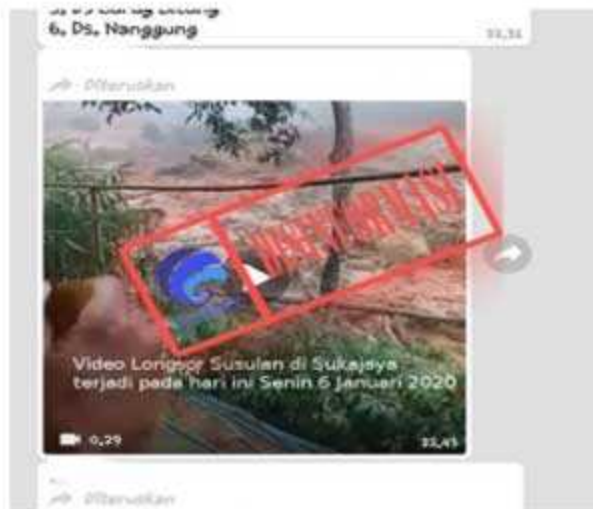 6, Ds, Nanggung
Diteruskan
DISINFORMASI
Video Longsor Susulan di Sukajaya
terjadi pada hari ini Senin 6 Januari 2020
0,29
Diteruskan